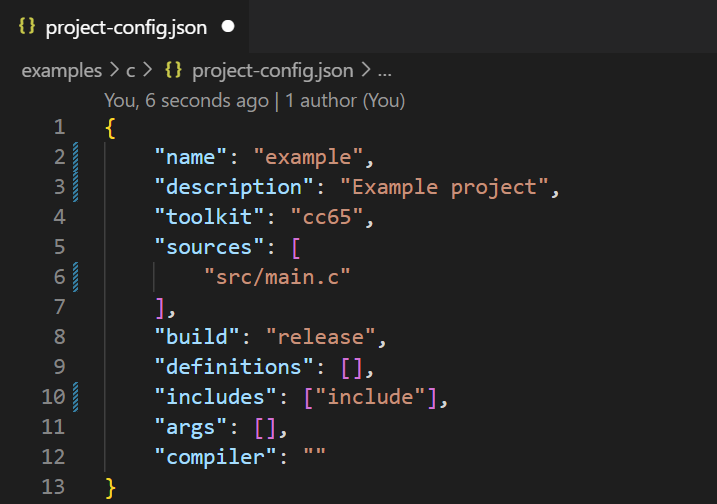 {} project-config.json ●
examples > c > {} project-config.json > ...
You, 6 seconds ago | 1 author (You)
1 {
2     "name": "example",
3     "description": "Example project",
4     "toolkit": "cc65",
5     "sources": [
6         "src/main.c"
7     ],
8     "build": "release",
9     "definitions": [],
10     "includes": ["include"],
11     "args": [],
12     "compiler": ""
13 }